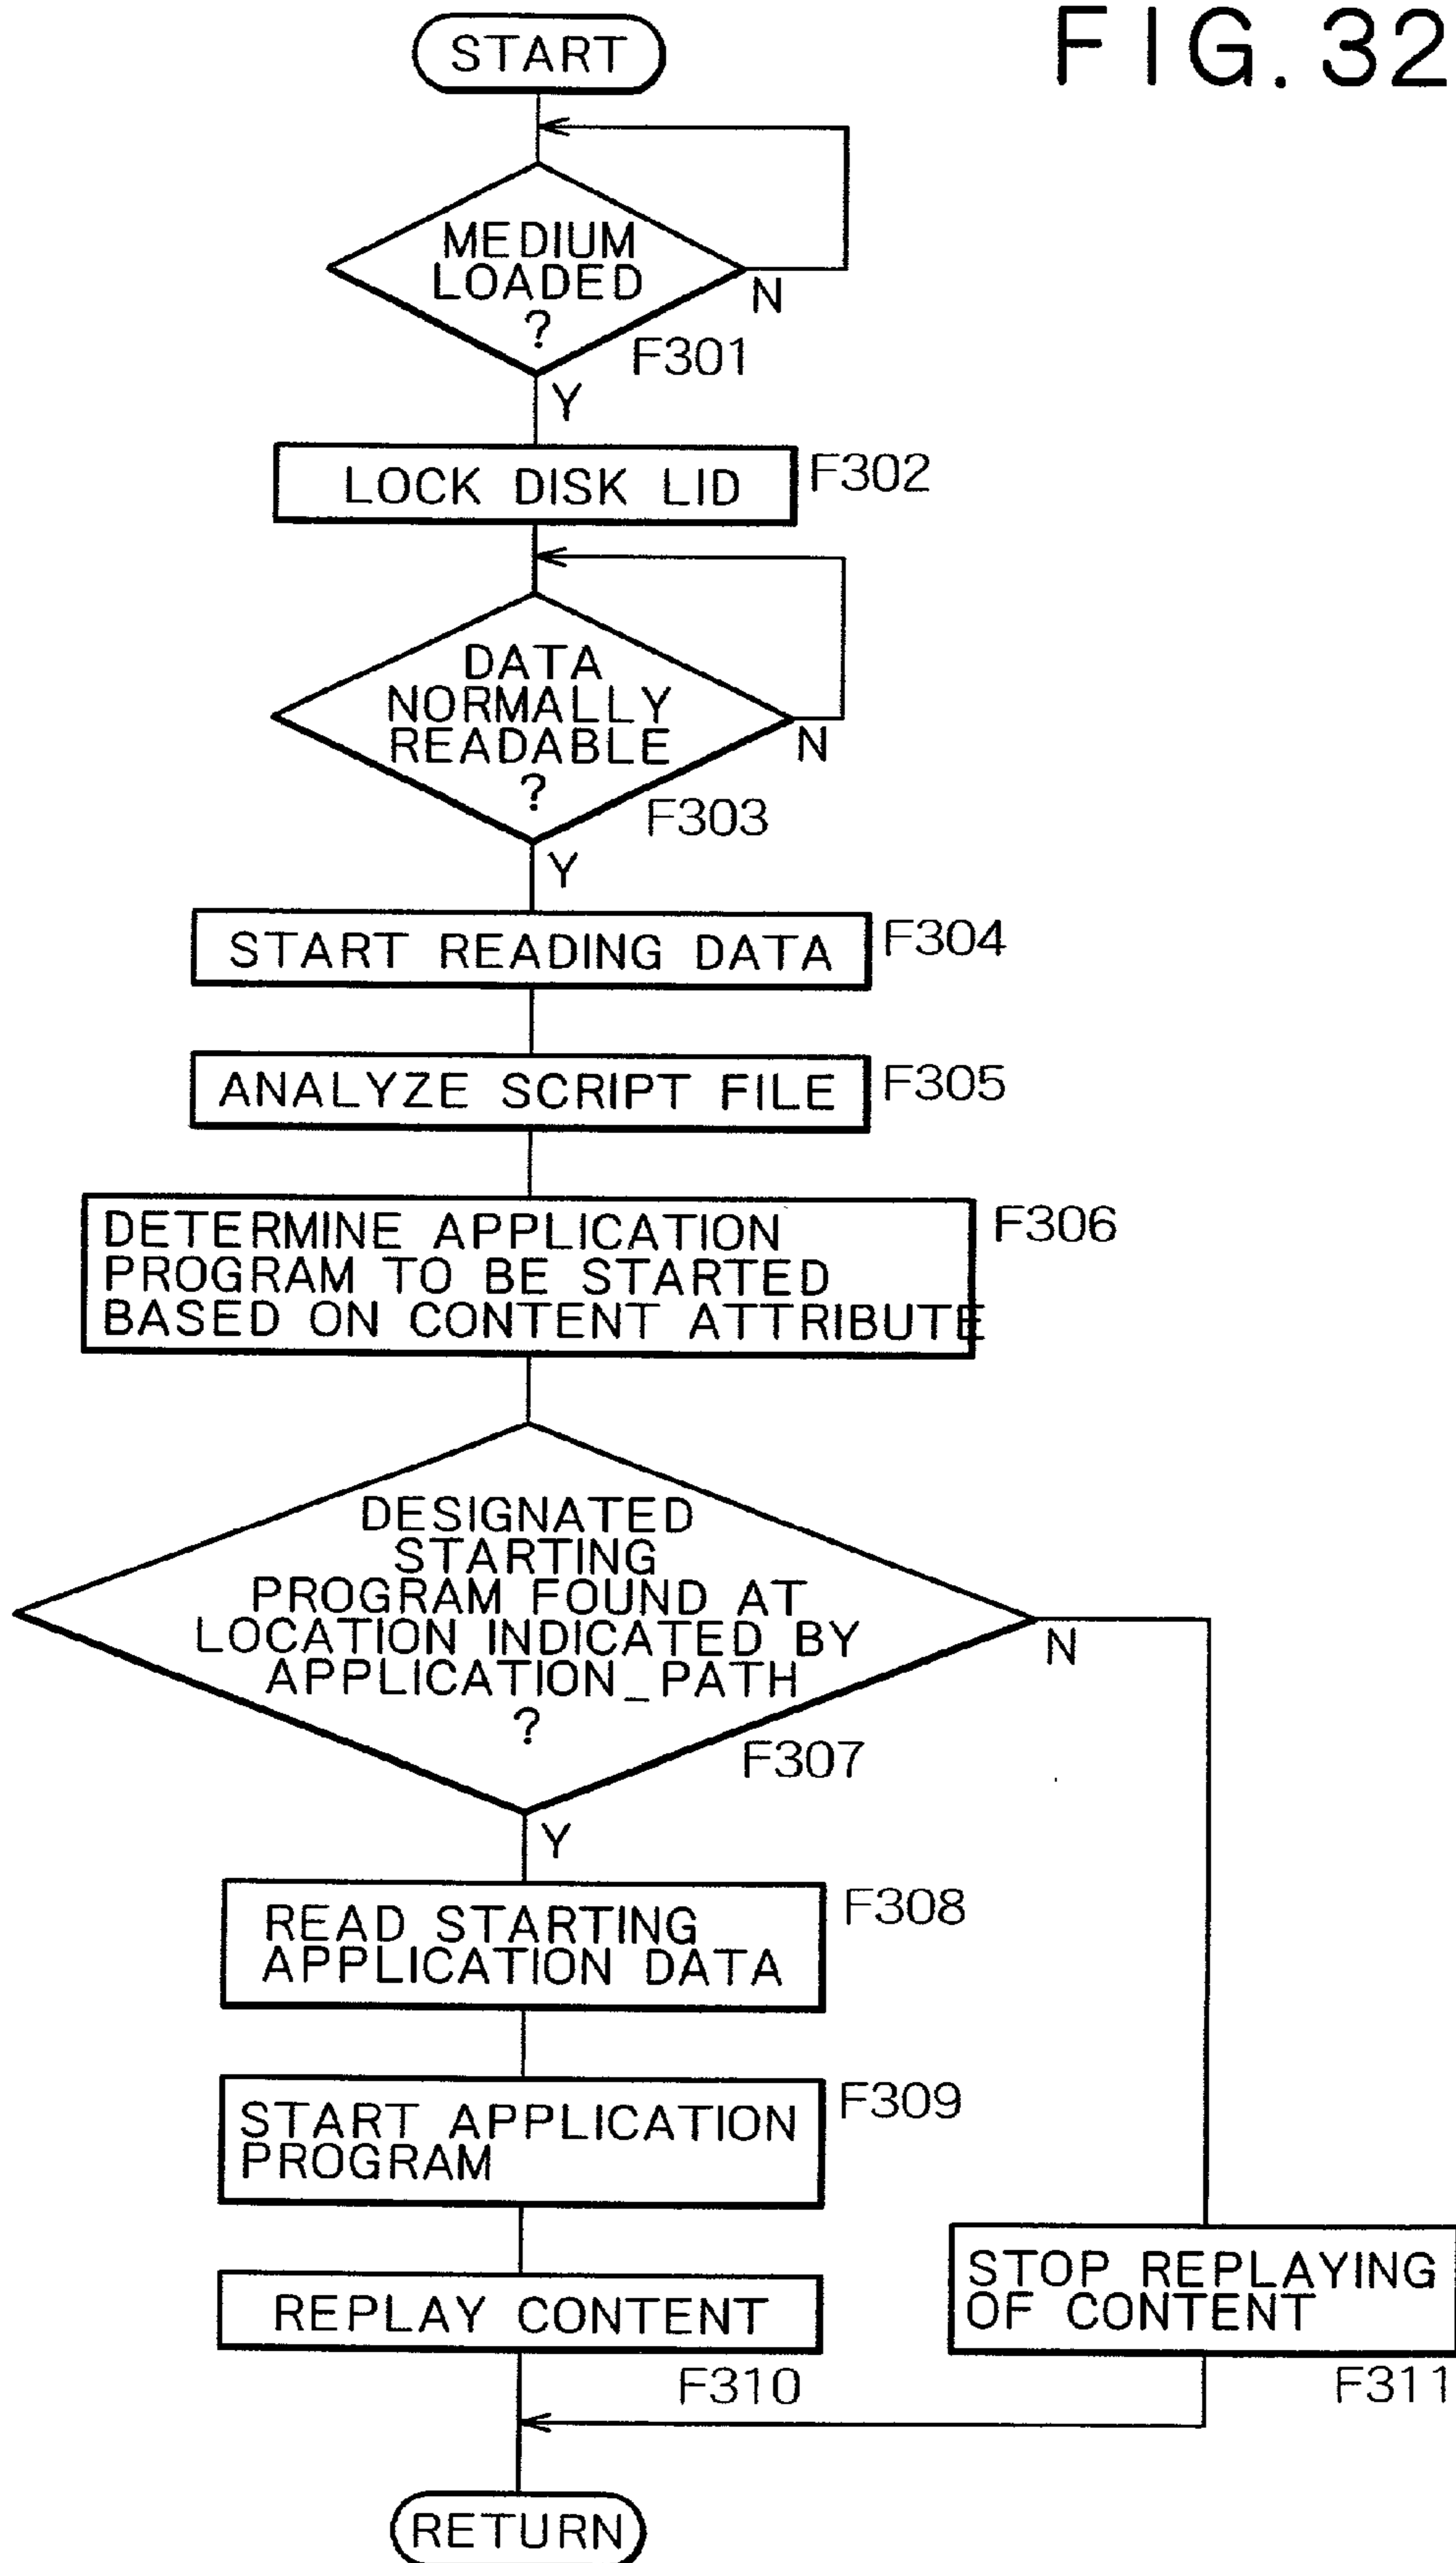 FIG. 32
START
MEDIUM
LOADED
?
N
F301
Y
LOCK DISK LID
F302
DATA
NORMALLY
READABLE
?
N
F303
Y
START READING DATA
F304
ANALYZE SCRIPT FILE
F305
DETERMINE APPLICATION
PROGRAM TO BE STARTED
BASED ON CONTENT ATTRIBUTE
F306
DESIGNATED
STARTING
PROGRAM FOUND AT
LOCATION INDICATED BY
APPLICATION_PATH
?
N
F307
Y
READ STARTING
APPLICATION DATA
F308
START APPLICATION
PROGRAM
F309
REPLAY CONTENT
F310
STOP REPLAYING
OF CONTENT
F311
RETURN